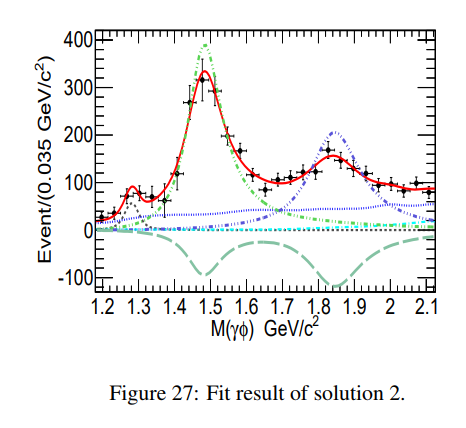 400
300
200
100
0
-100
Event/(0.035 GeV/c²)
1.2 1.3 1.4 1.5 1.6 1.7 1.8 1.9 2 2.1
M(γϕ) GeV/c²
Figure 27: Fit result of solution 2.